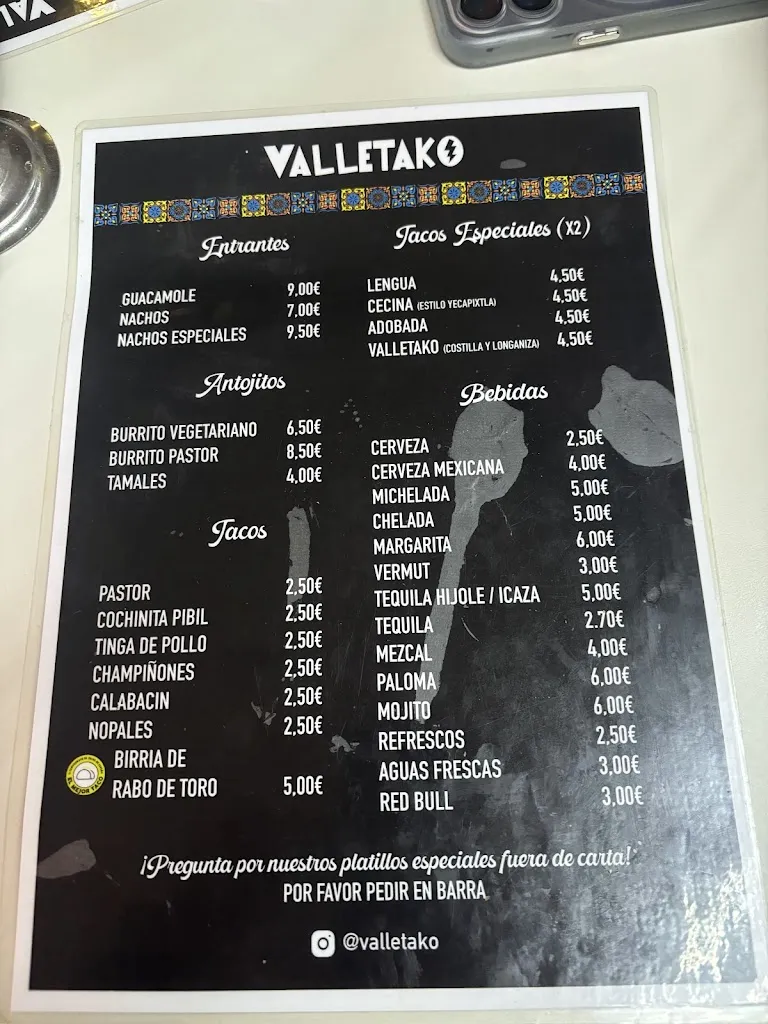 VALLETAKO
Entrantes
GUACAMOLE 9,00€
NACHOS 7,00€
NACHOS ESPECIALES 9,50€
Antojitos
BURRITO VEGETARIANO 6,50€
BURRITO PASTOR 8,50€
TAMALES 4,00€
Tacos
PASTOR 2,50€
COCHINITA PIBIL 2,50€
TINGA DE POLLO 2,50€
CHAMPIÑONES 2,50€
CALABACIN 2,50€
NOPALES 2,50€
BIRRIA DE
RABO DE TORO 5,00€
EL MEJOR TACO
Tacos Especiales (X2)
LENGUA 4,50€
CECINA (ESTILO YECAPIXTLA) 4,50€
ADOBADA 4,50€
VALLETAKO (COSTILLA Y LONGANIZA) 4,50€
Bebidas
CERVEZA 2,50€
CERVEZA MEXICANA 4,00€
MICHELADA 5,00€
CHELADA 5,00€
MARGARITA 6,00€
VERMUT 3,00€
TEQUILA HIJOLE / ICAZA 5,00€
TEQUILA 2.70€
MEZCAL 4,00€
PALOMA 6,00€
MOJITO 6,00€
REFRESCOS 2,50€
AGUAS FRESCAS 3,00€
RED BULL 3,00€
¡Pregunta por nuestros platillos especiales fuera de carta!
POR FAVOR PEDIR EN BARRA
@valletako